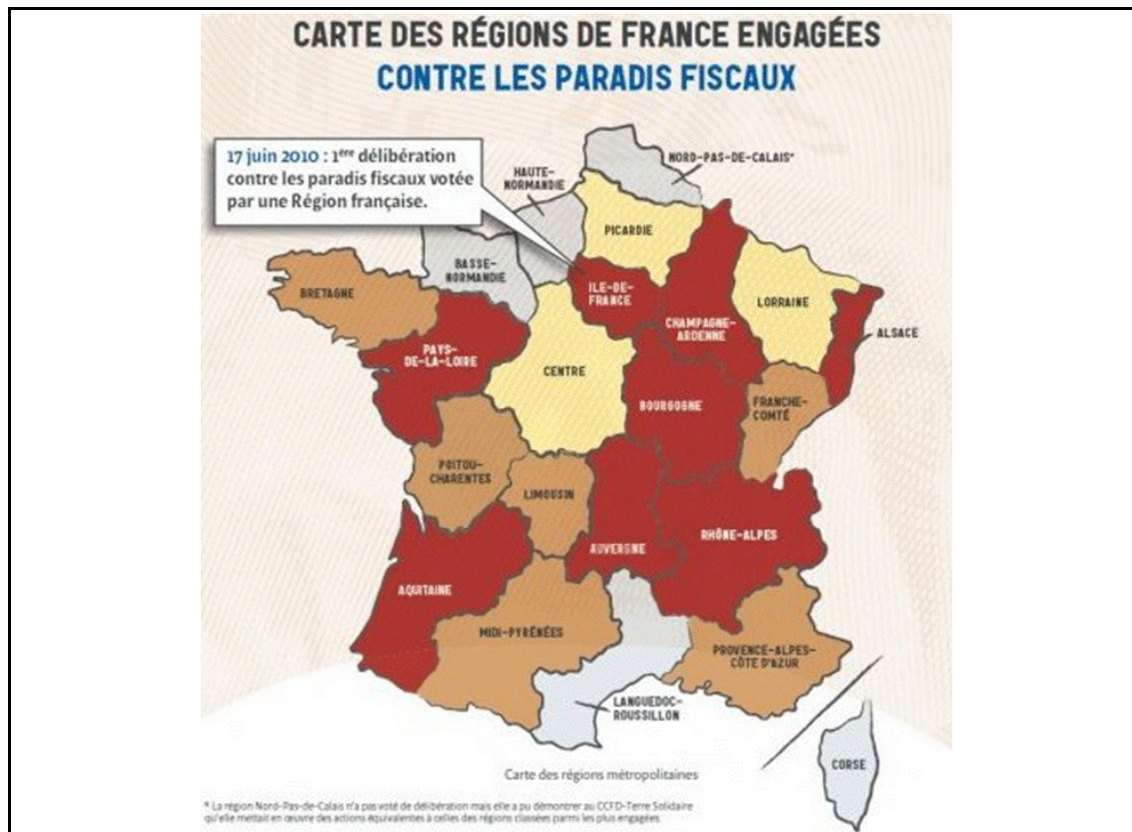 CARTE DES RÉGIONS DE FRANCE ENGAGÉES
CONTRE LES PARADIS FISCAUX
17 juin 2010 : 1ère délibération
contre les paradis fiscaux votée
par une Région française.
NORD-PAS-DE-CALAIS*
HAUTE-
NORMANDIE
PICARDIE
BASSE-
NORMANDIE
BRETAGNE
ILE-DE-
FRANCE
LORRAINE
CHAMPAGNE-
ARDENNE
ALSACE
PAYS-
DE-LA-LOIRE
CENTRE
BOURGOGNE
FRANCHE-
COMTÉ
POITOU-
CHARENTES
LIMOUSIN
AUVERGNE
RHÔNE-ALPES
AQUITAINE
MIDI-PYRÉNÉES
PROVENCE-ALPES-
CÔTE D'AZUR
LANGUEDOC-
ROUSSILLON
CORSE
Carte des régions métropolitaines
* La région Nord-Pas-de-Calais n'a pas voté de délibération mais elle a pu démontrer au CCFD-Terre Solidaire
qu'elle mettait en œuvre des actions équivalentes à celles des régions classées parmi les plus engagées.